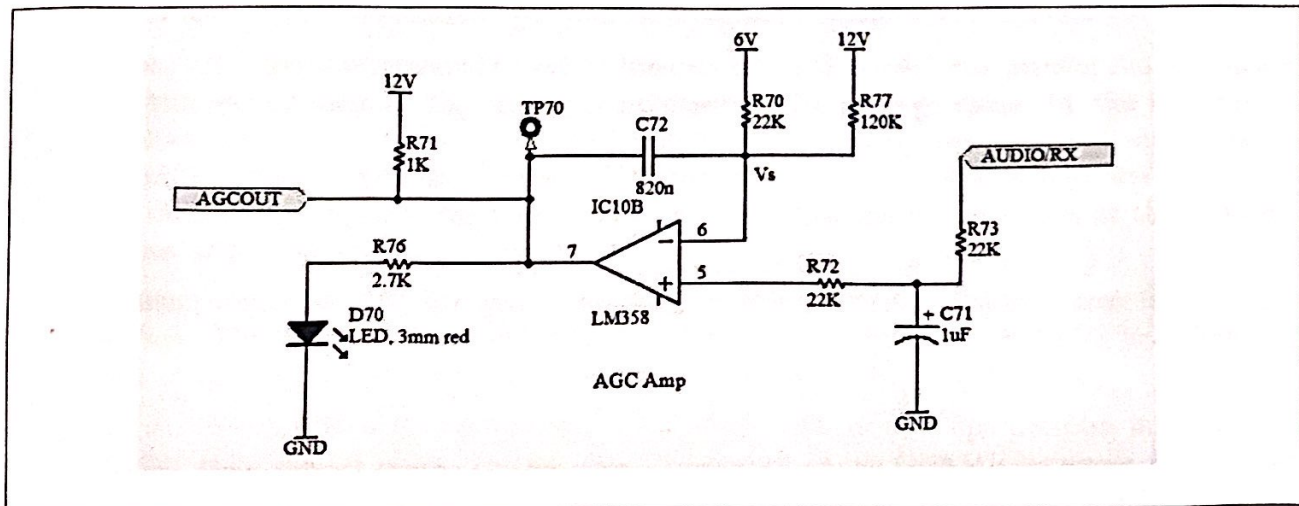 6V
12V
12V
TP70
C72
R70
22K
R77
120K
R71
1K
AUDIO/RX
Vs
820n
AGCOUT
IC10B
6
R73
22K
R76
2.7K
7
5
R72
22K
D70
LED, 3mm red
LM358
+ C71
1uF
AGC Amp
GND
GND